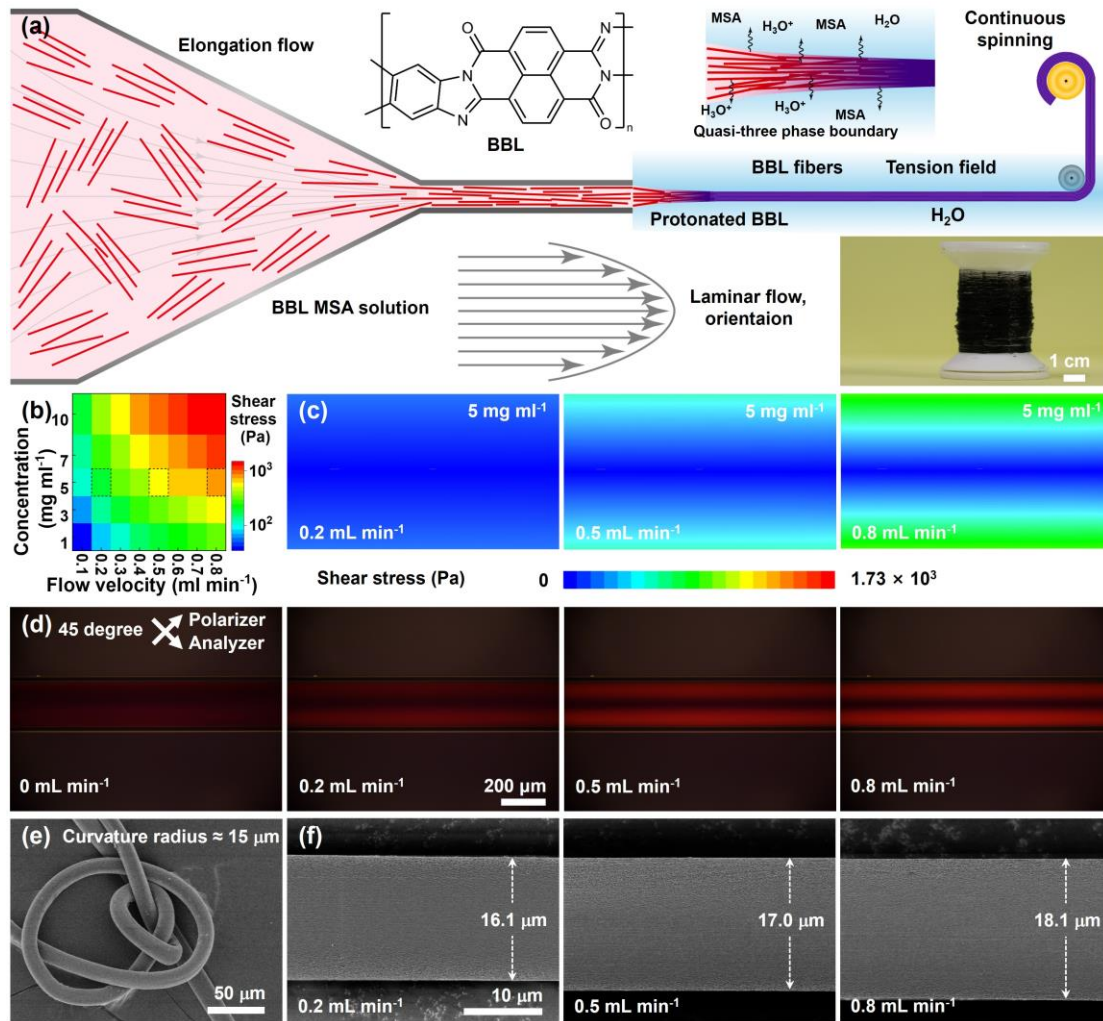 (a)
Elongation flow
O
N
N
N
N
O
n
BBL
MSA
H₃O⁺
MSA
H₂O
H₃O⁺
H₃O⁺
MSA
Quasi-three phase boundary
Continuous
spinning
BBL fibers
Tension field
Protonated BBL
H₂O
BBL MSA solution
Laminar flow,
orientaion
1 cm
(b)
Concentration
(mg ml⁻¹)
10
7
5
3
1
0.1
0.2
0.3
0.4
0.5
0.6
0.7
0.8
Flow velocity (ml min⁻¹)
Shear
stress
(Pa)
10³
10²
(c)
5 mg ml⁻¹
0.2 mL min⁻¹
5 mg ml⁻¹
0.5 mL min⁻¹
5 mg ml⁻¹
0.8 mL min⁻¹
Shear stress (Pa)
0
1.73 × 10³
(d)
45 degree
Polarizer
Analyzer
0 mL min⁻¹
0.2 mL min⁻¹
200 μm
0.5 mL min⁻¹
0.8 mL min⁻¹
(e)
Curvature radius ≈ 15 μm
50 μm
(f)
16.1 μm
0.2 mL min⁻¹
10 μm
17.0 μm
0.5 mL min⁻¹
18.1 μm
0.8 mL min⁻¹